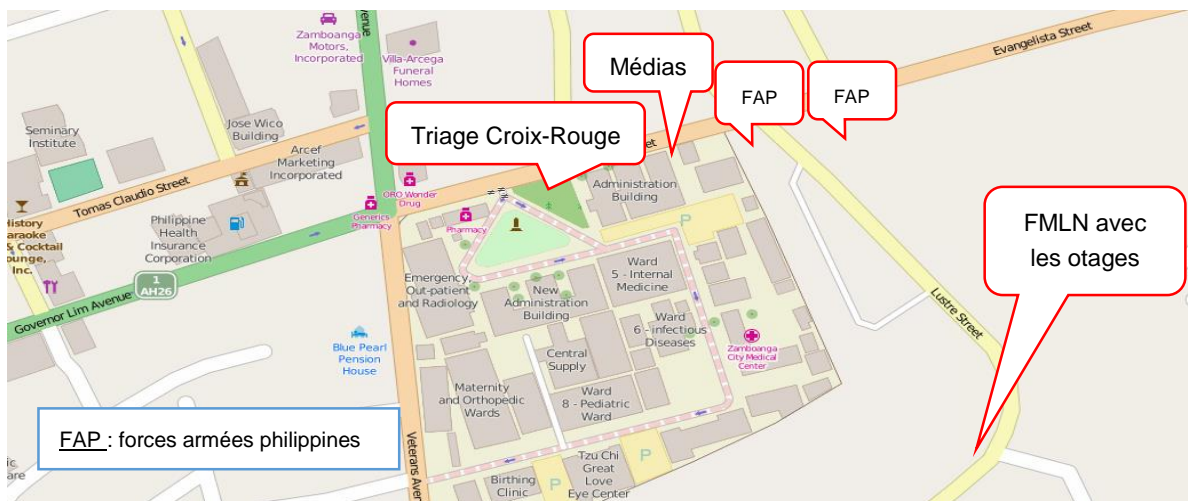 Zamboanga
Motors,
Incorporated
Villa-Arcega
Funeral
Homes
Evangelista Street
Médias
FAP
FAP
Triage Croix-Rouge
Seminary
Institute
Jose Wico
Building
Arcef
Marketing
Incorporated
Tomas Claudio Street
ORO Wonder
Drug
Generics
Pharmacy
Pharmacy
Administration
Building
P
History
Karaoke
& Cocktail
Lounge,
Inc.
Philippine
Health
Insurance
Corporation
1
AH26
Governor Lim Avenue
Emergency,
Out-patient
and Radiology
New
Administration
Building
Ward
5 - Internal
Medicine
Ward
6 - infectious
Diseases
Zamboanga
City Medical
Center
FMLN avec
les otages
Lustre Street
Blue Pearl
Pension
House
Central
Supply
Maternity
and Orthopedic
Wards
Ward
8 - Pediatric
Ward
FAP : forces armées philippines
Veterans Aven
Birthing
Clinic
P
Tzu Chi
Great
Love
Eye Center
P